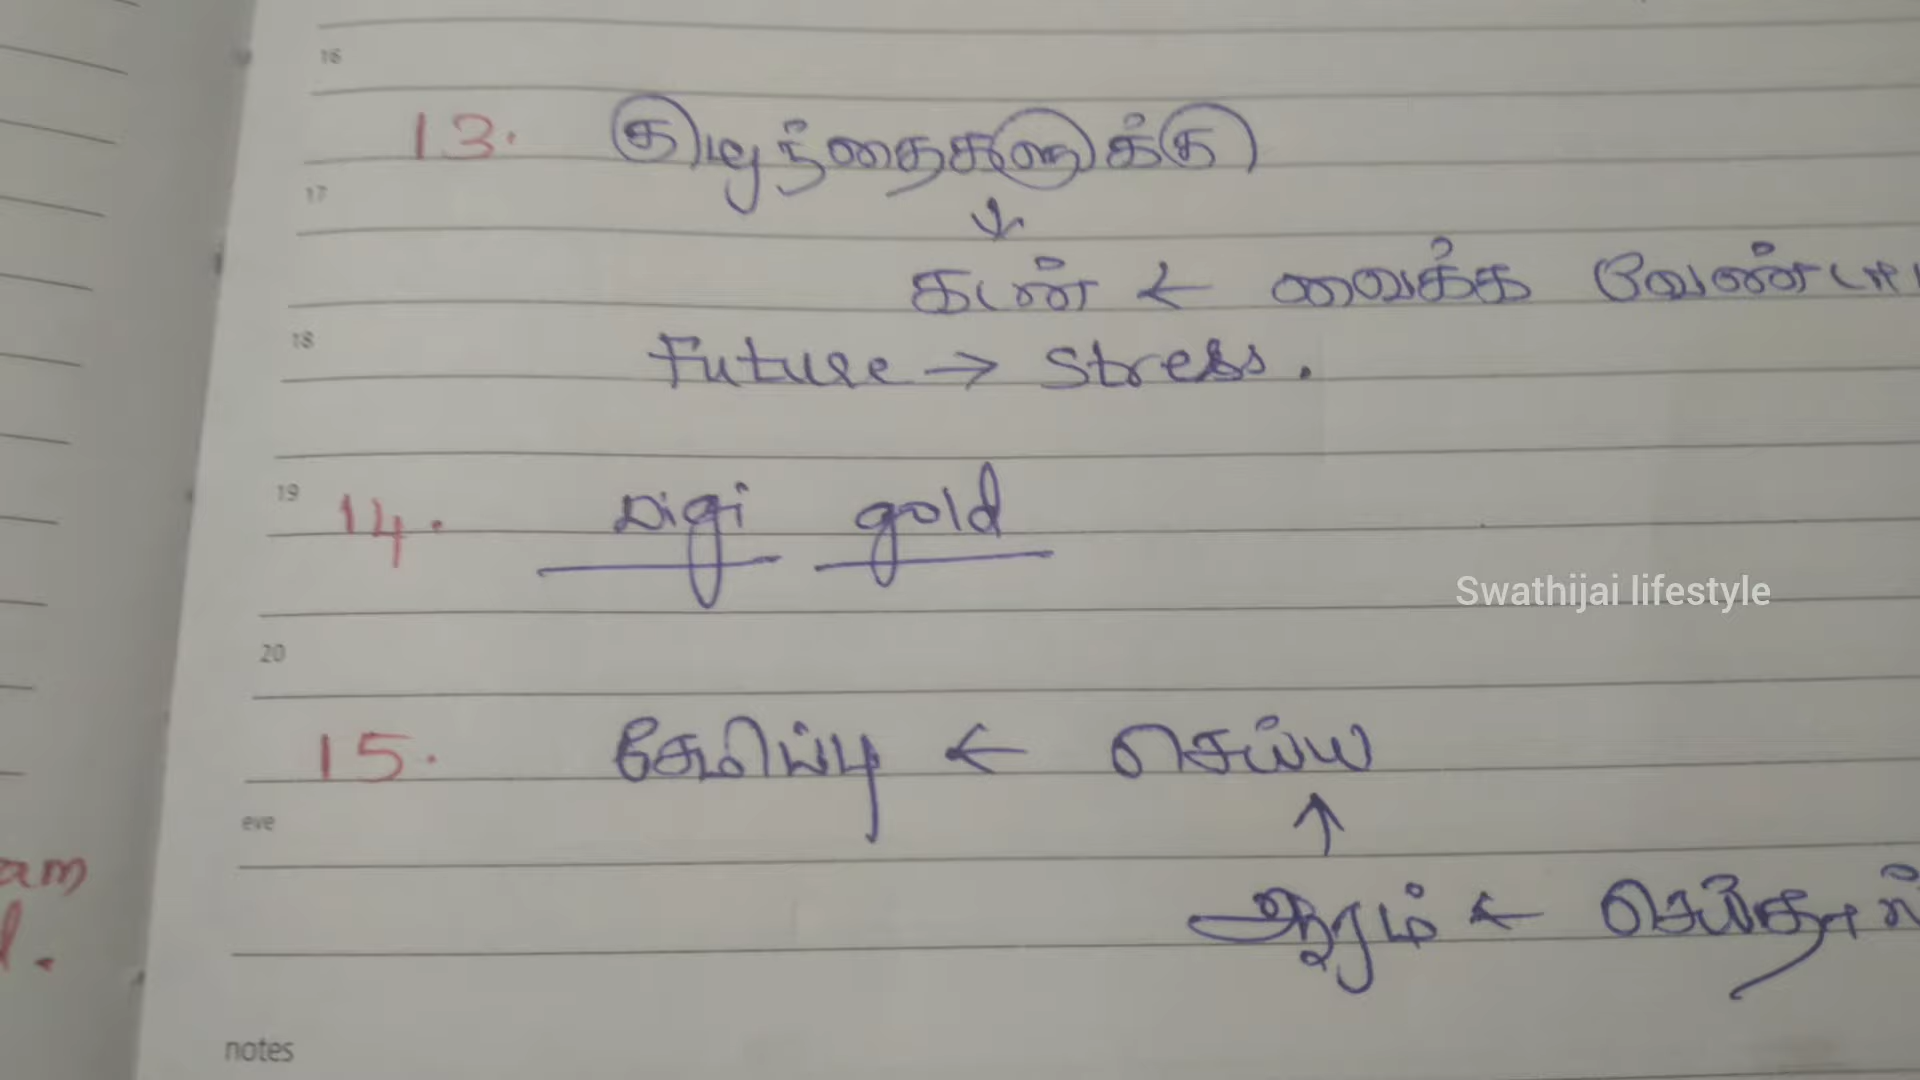 16
13. குழந்தைகளுக்கு
17
கடன் ← வைக்க வேண்டி
18
Future → Stress.
19
14. Digi gold
Swathijai lifestyle
20
15. சேமிப்பு ← செய்ய
eve
↑
am
ஆரம் ← செய்தால்
notes